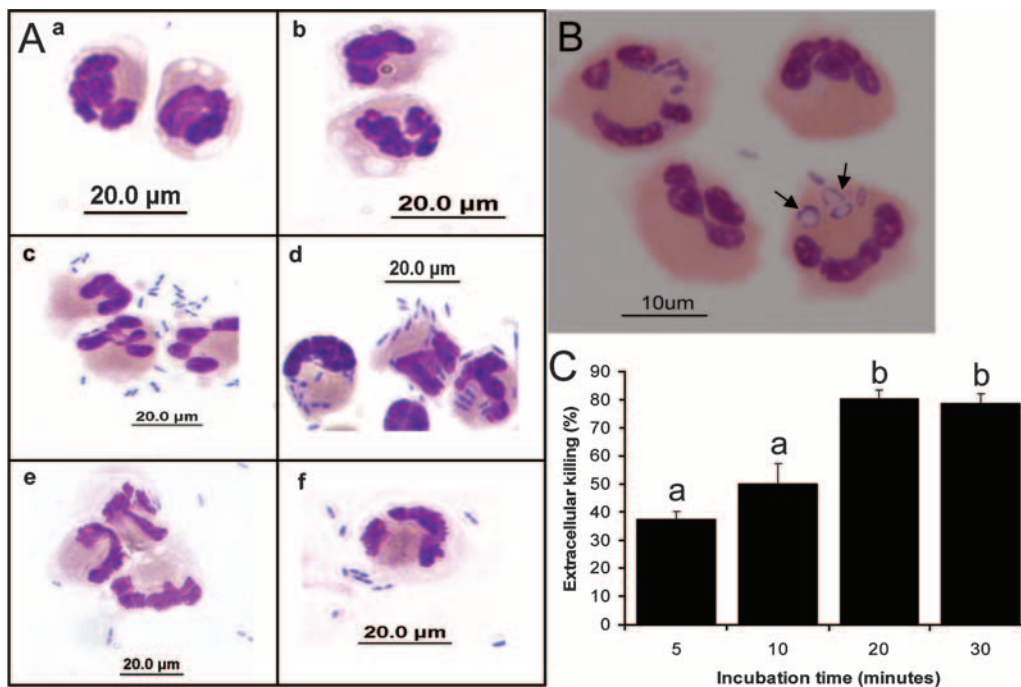 A
a
20.0 µm
b
20.0 µm
c
20.0 µm
d
20.0 µm
e
20.0 µm
f
20.0 µm
B
10um
C
Extracellular killing (%)
90
80
70
60
50
40
30
20
10
0
a
a
b
b
5 10 20 30
Incubation time (minutes)